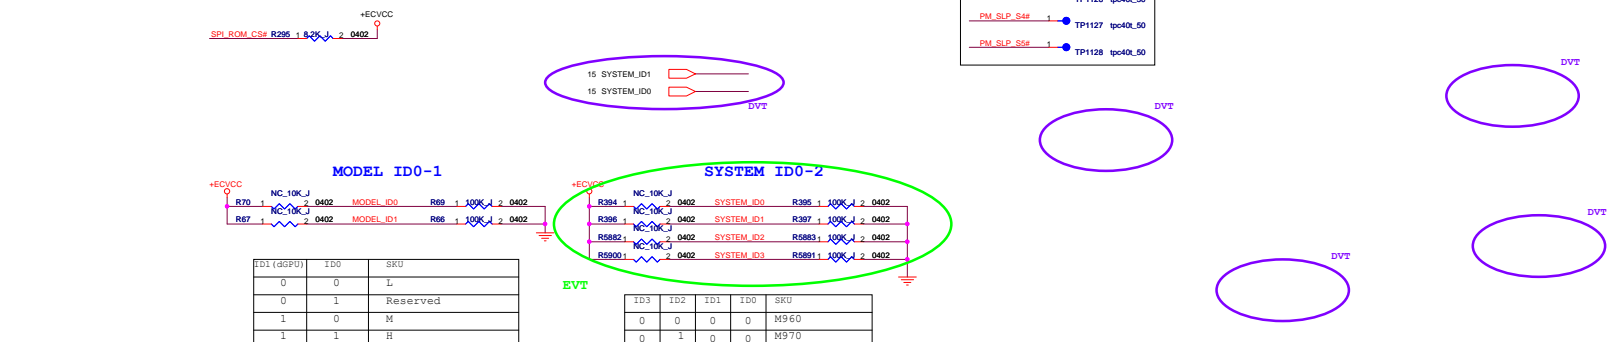 +ECVCC
SPI_ROM_CS# R295 1 8.2K_J 2 0402
PM_SLP_S4# 1 TP1127 tpc40t_50
PM_SLP_S5# 1 TP1128 tpc40t_50
15 SYSTEM_ID1
15 SYSTEM_ID0
DVT
DVT
DVT
DVT
DVT
MODEL ID0-1
+ECVCC
R70 1 NC_10K_J 2 0402 MODEL_ID0 R69 1 100K_J 2 0402
R67 1 NC_10K_J 2 0402 MODEL_ID1 R66 1 100K_J 2 0402
ID1(dGPU) ID0 SKU
0 0 L
0 1 Reserved
1 0 M
1 1 H
SYSTEM ID0-2
+ECVCC
R394 1 NC_10K_J 2 0402 SYSTEM_ID0 R395 1 100K_J 2 0402
R396 1 NC_10K_J 2 0402 SYSTEM_ID1 R397 1 100K_J 2 0402
R5882 1 NC_10K_J 2 0402 SYSTEM_ID2 R5883 1 100K_J 2 0402
R5900 1 NC_10K_J 2 0402 SYSTEM_ID3 R5891 1 100K_J 2 0402
EVT
ID3 ID2 ID1 ID0 SKU
0 0 0 0 M960
0 1 0 0 M970